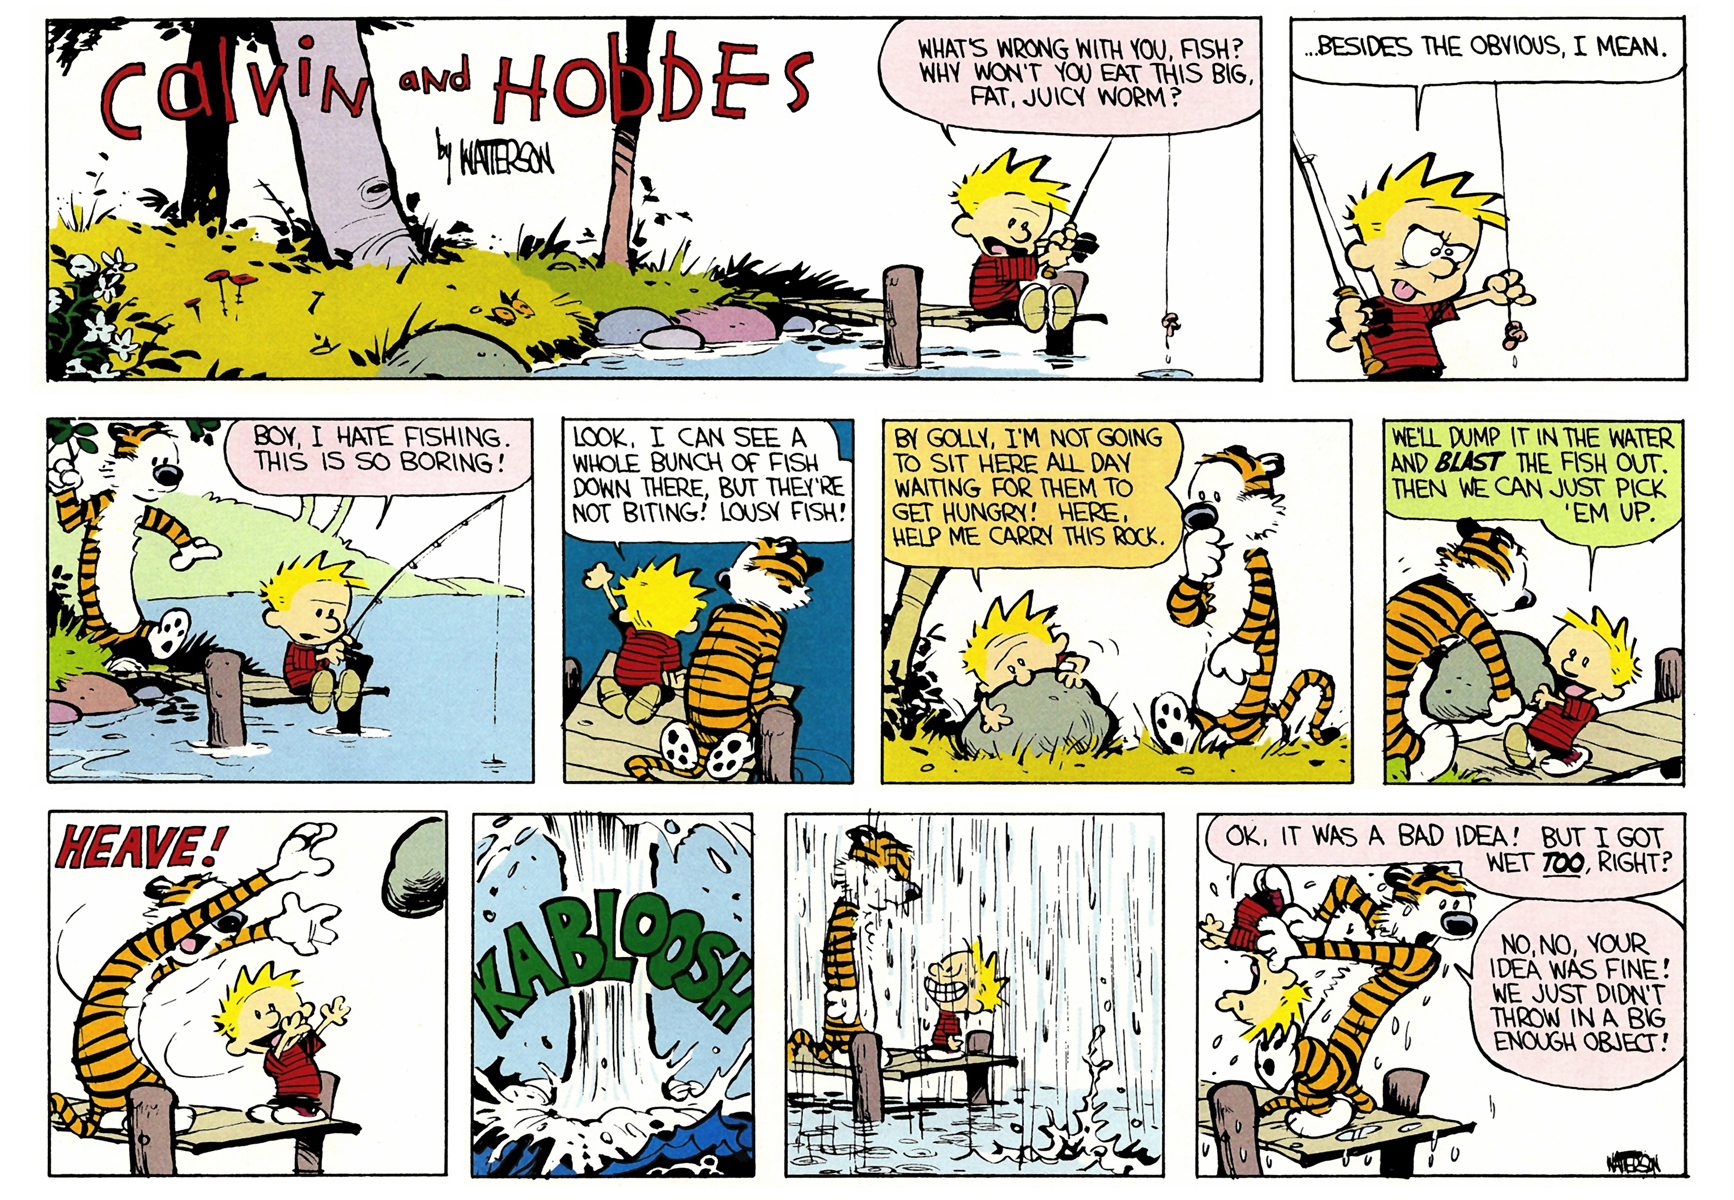 Calvin and Hobbes
by WATTERSON
WHAT'S WRONG WITH YOU, FISH?
WHY WON'T YOU EAT THIS BIG,
FAT, JUICY WORM?
...BESIDES THE OBVIOUS, I MEAN.
BOY, I HATE FISHING.
THIS IS SO BORING!
LOOK, I CAN SEE A
WHOLE BUNCH OF FISH
DOWN THERE, BUT THEY'RE
NOT BITING! LOUSY FISH!
BY GOLLY, I'M NOT GOING
TO SIT HERE ALL DAY
WAITING FOR THEM TO
GET HUNGRY! HERE,
HELP ME CARRY THIS ROCK.
WE'LL DUMP IT IN THE WATER
AND BLAST THE FISH OUT.
THEN WE CAN JUST PICK
'EM UP.
HEAVE!
KABLOOSH
OK, IT WAS A BAD IDEA! BUT I GOT
WET TOO, RIGHT?
NO, NO, YOUR
IDEA WAS FINE!
WE JUST DIDN'T
THROW IN A BIG
ENOUGH OBJECT!
WATTERSON